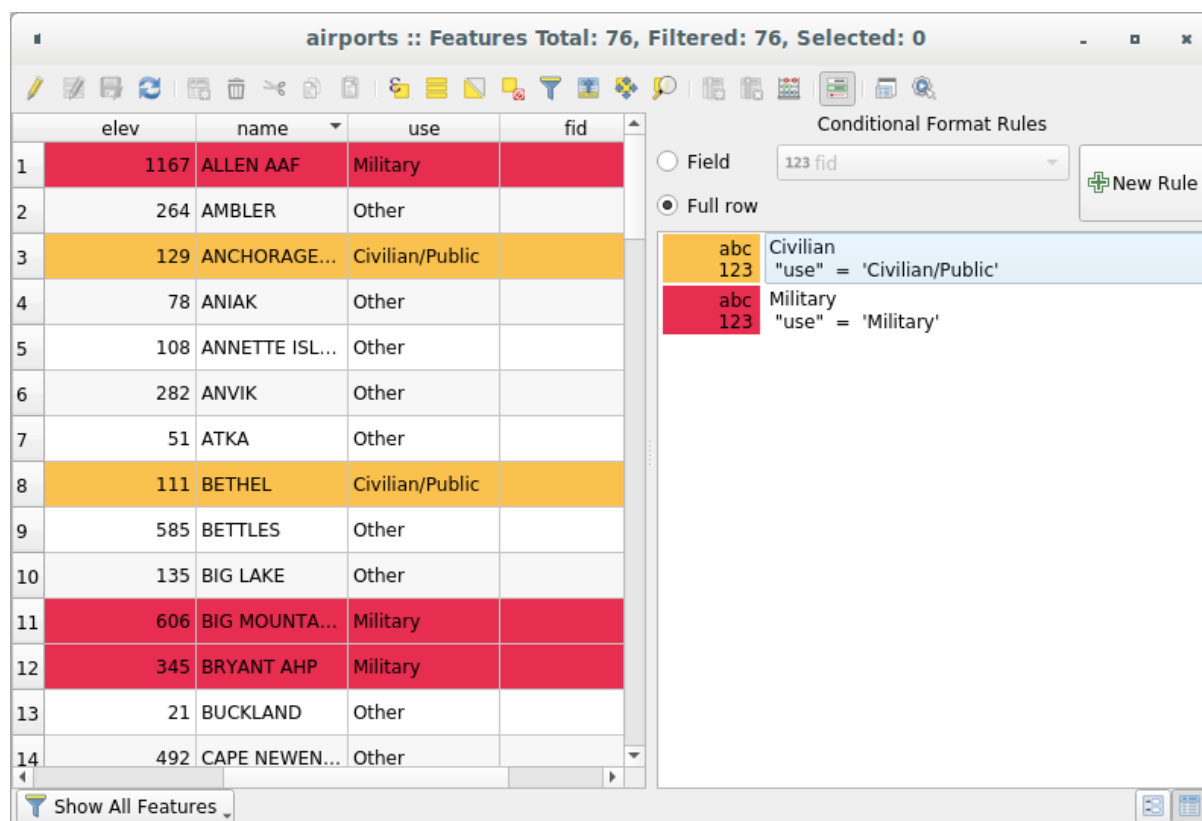 airports :: Features Total: 76, Filtered: 76, Selected: 0
elev name use fid
1 1167 ALLEN AAF Military
2 264 AMBLER Other
3 129 ANCHORAGE... Civilian/Public
4 78 ANIAK Other
5 108 ANNETTE ISL... Other
6 282 ANVIK Other
7 51 ATKA Other
8 111 BETHEL Civilian/Public
9 585 BETTLES Other
10 135 BIG LAKE Other
11 606 BIG MOUNTA... Military
12 345 BRYANT AHP Military
13 21 BUCKLAND Other
14 492 CAPE NEWEN... Other
Show All Features
Conditional Format Rules
Field 123 fid
New Rule
Full row
abc Civilian
123 "use" = 'Civilian/Public'
abc Military
123 "use" = 'Military'